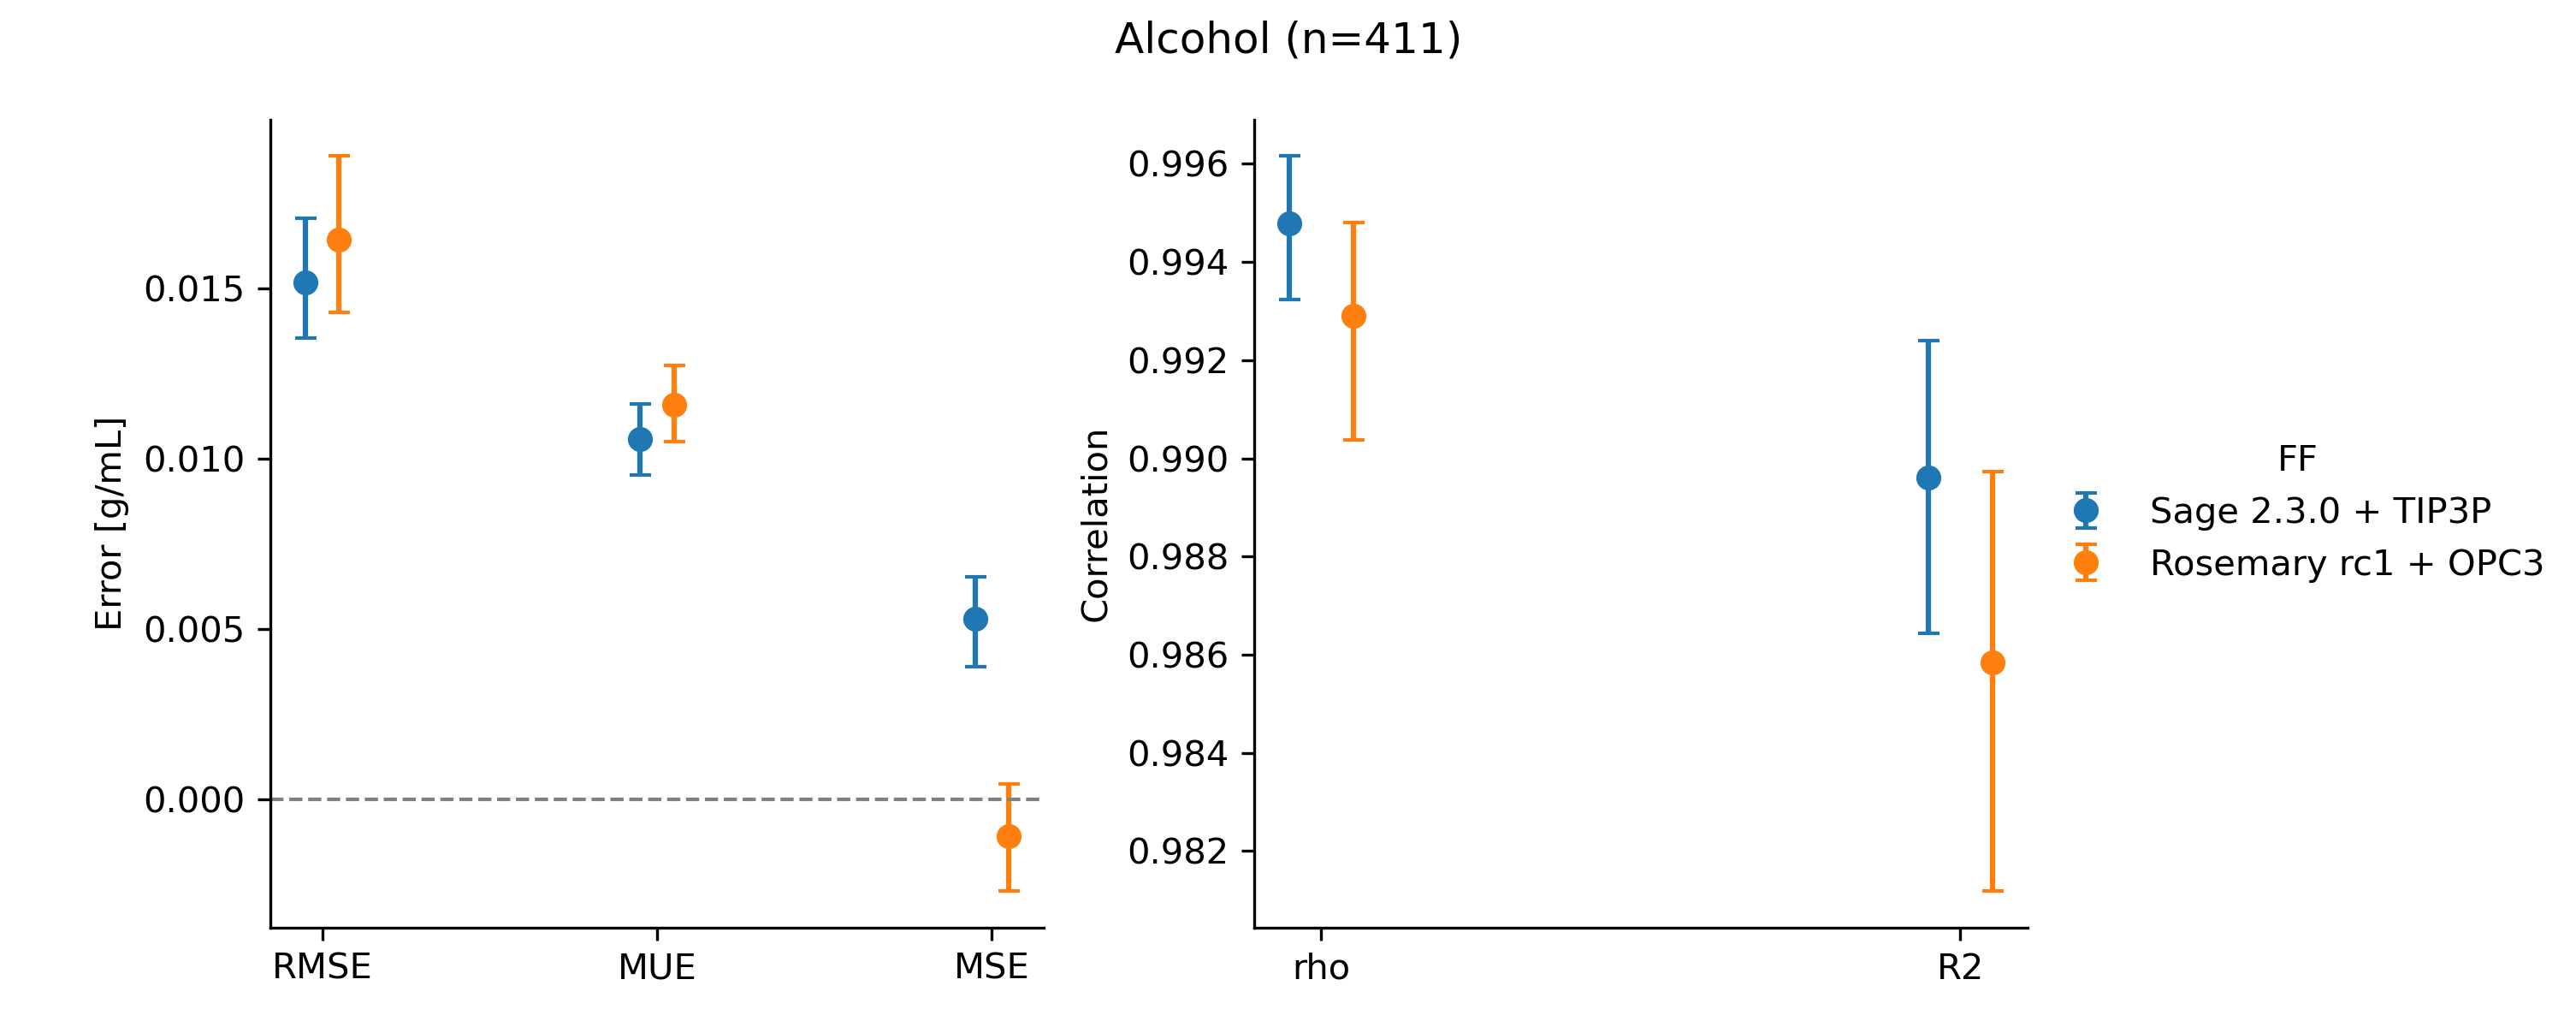 Alcohol (n=411)
Error [g/mL]
0.015
0.010
0.005
0.000
RMSE
MUE
MSE
Correlation
0.996
0.994
0.992
0.990
0.988
0.986
0.984
0.982
rho
R2
FF
Sage 2.3.0 + TIP3P
Rosemary rc1 + OPC3